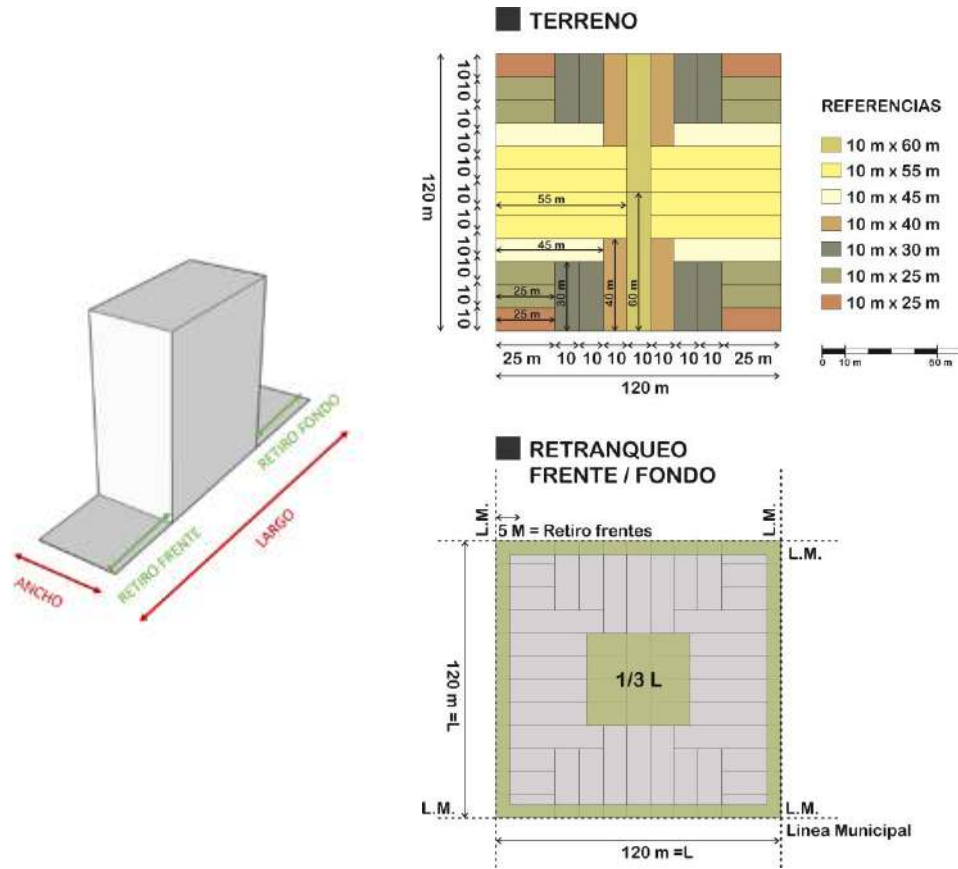 TERRENO
10
10
10
10
10
10
10
10
10
10
10
10
120 m
55 m
45 m
25 m
25 m
30 m
40 m
60 m
25 m 10 10 10 10 10 10 10 25 m
120 m
REFERENCIAS
10 m x 60 m
10 m x 55 m
10 m x 45 m
10 m x 40 m
10 m x 30 m
10 m x 25 m
10 m x 25 m
0 10 m 50 m
ANCHO
RETIRO FRENTE
LARGO
RETIRO FONDO
RETRANQUEO
FRENTE / FONDO
L.M.
L.M.
5 M = Retiro frentes
L.M.
120 m =L
1/3 L
L.M.
L.M.
Linea Municipal
120 m =L